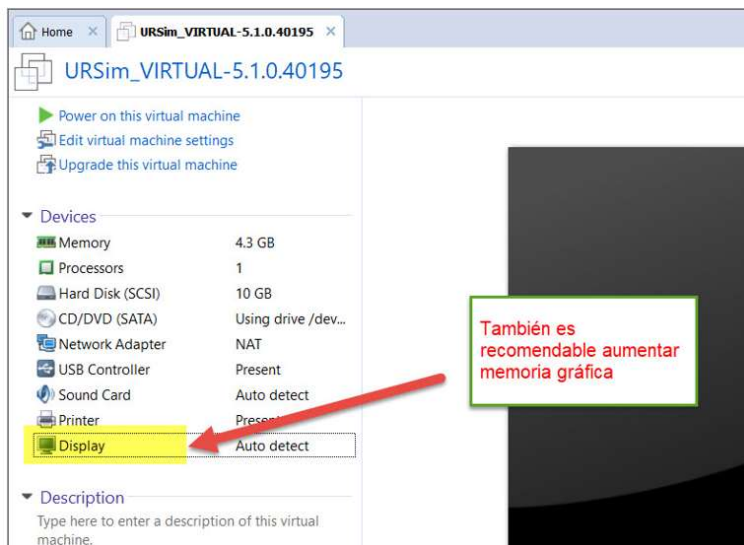 Home
URSim_VIRTUAL-5.1.0.40195
URSim_VIRTUAL-5.1.0.40195
Power on this virtual machine
Edit virtual machine settings
Upgrade this virtual machine
Devices
Memory 4.3 GB
Processors 1
Hard Disk (SCSI) 10 GB
CD/DVD (SATA) Using drive /dev...
Network Adapter NAT
USB Controller Present
Sound Card Auto detect
Printer Present
Display Auto detect
Description
Type here to enter a description of this virtual
machine.
También es
recomendable aumentar
memoria gráfica